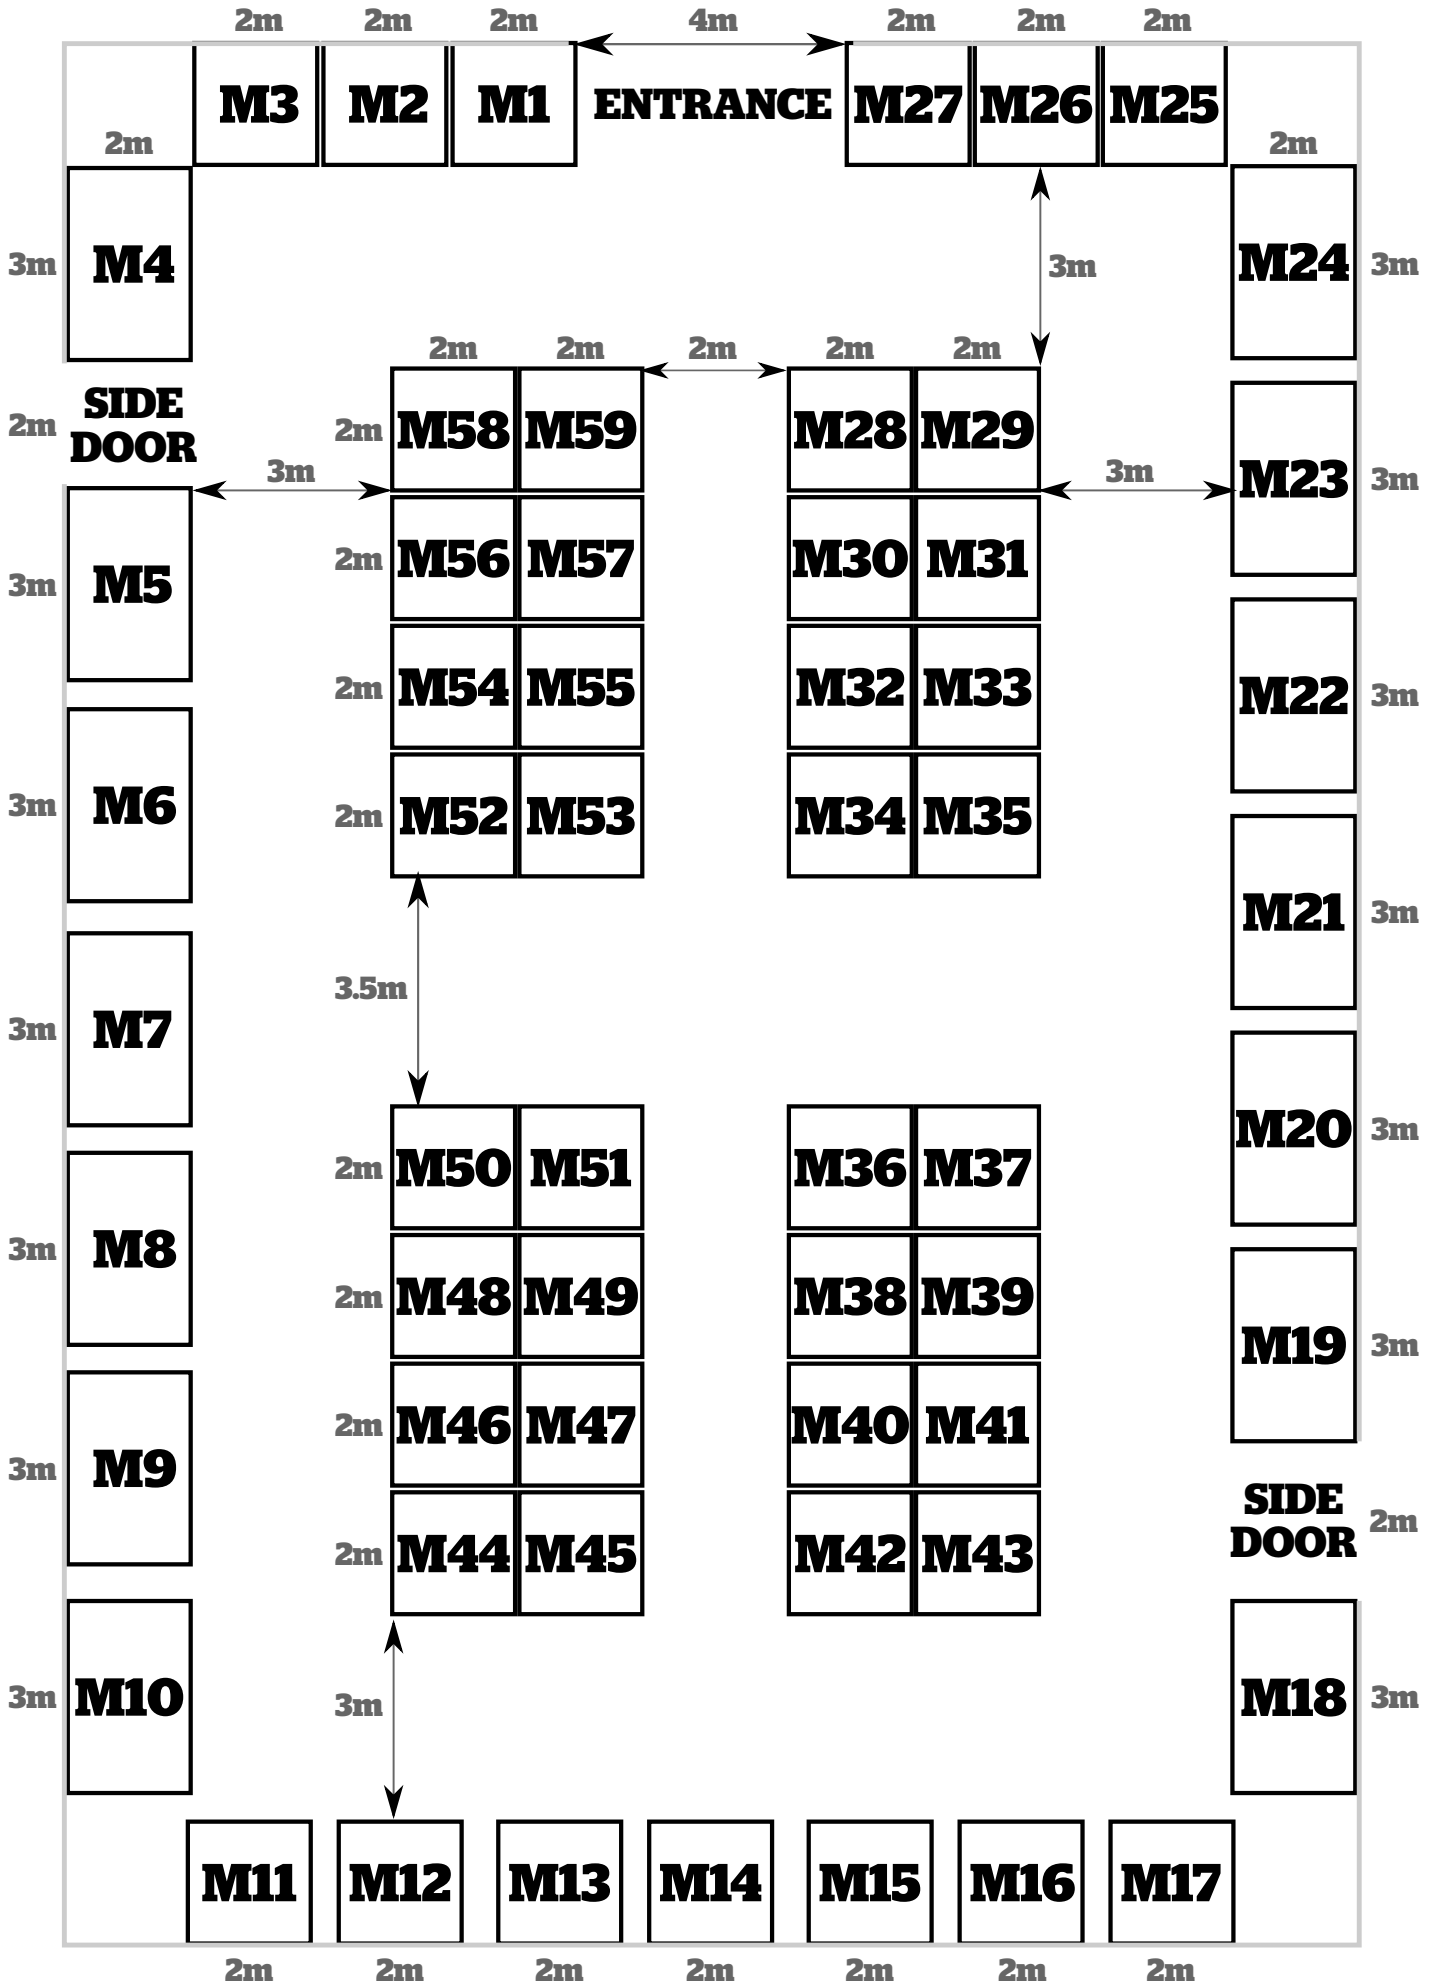 2m 2m 2m 4m 2m 2m 2m
M3 M2 M1 ENTRANCE M27 M26 M25
2m 2m
3m M4 3m M24 3m
2m 2m 2m 2m 2m
SIDE
DOOR
2m 2m M58 M59 M28 M29
3m 3m M23 3m
3m M5 2m M56 M57 M30 M31
2m M54 M55 M32 M33 M22 3m
3m M6 2m M52 M53 M34 M35
M21 3m
3m M7 3.5m
2m M50 M51 M36 M37 M20 3m
3m M8 2m M48 M49 M38 M39
M19 3m
3m M9 2m M46 M47 M40 M41
2m M44 M45 M42 M43
SIDE
DOOR
2m
3m M10 3m M18 3m
M11 M12 M13 M14 M15 M16 M17
2m 2m 2m 2m 2m 2m 2m